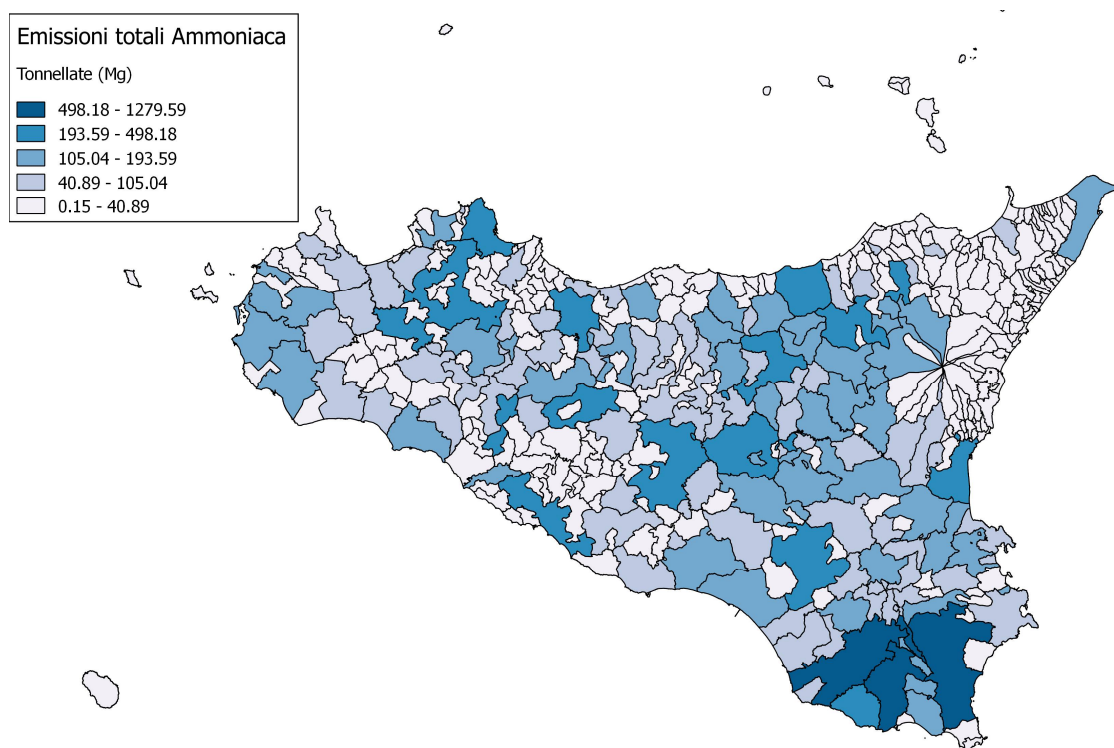 Emissioni totali Ammoniaca
Tonnellate (Mg)
498.18 - 1279.59
193.59 - 498.18
105.04 - 193.59
40.89 - 105.04
0.15 - 40.89